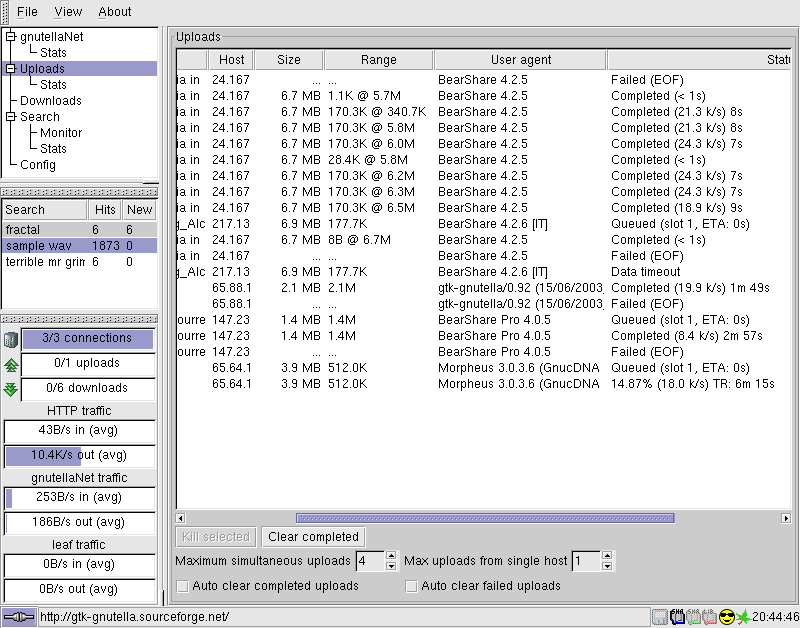 File View About
gnutellaNet
Stats
Uploads
Stats
Downloads
Search
Monitor
Stats
Config
Search Hits New
fractal 6 6
sample wav 1873 0
terrible mr grim 6 0
3/3 connections
0/1 uploads
0/6 downloads
HTTP traffic
43B/s in (avg)
10.4K/s out (avg)
gnutellaNet traffic
253B/s in (avg)
186B/s out (avg)
leaf traffic
0B/s in (avg)
0B/s out (avg)
Uploads
Host Size Range User agent Stat
ia in 24.167 ... ... BearShare 4.2.5 Failed (EOF)
ia in 24.167 6.7 MB 1.1K @ 5.7M BearShare 4.2.5 Completed (< 1s)
ia in 24.167 6.7 MB 170.3K @ 340.7K BearShare 4.2.5 Completed (21.3 k/s) 8s
ia in 24.167 6.7 MB 170.3K @ 5.8M BearShare 4.2.5 Completed (21.3 k/s) 8s
ia in 24.167 6.7 MB 170.3K @ 6.0M BearShare 4.2.5 Completed (24.3 k/s) 7s
ia in 24.167 6.7 MB 28.4K @ 5.8M BearShare 4.2.5 Completed (< 1s)
ia in 24.167 6.7 MB 170.3K @ 6.2M BearShare 4.2.5 Completed (24.3 k/s) 7s
ia in 24.167 6.7 MB 170.3K @ 6.3M BearShare 4.2.5 Completed (24.3 k/s) 7s
ia in 24.167 6.7 MB 170.3K @ 6.5M BearShare 4.2.5 Completed (18.9 k/s) 9s
g_Alc 217.13 6.9 MB 177.7K BearShare 4.2.6 [IT] Queued (slot 1, ETA: 0s)
ia in 24.167 6.7 MB 8B @ 6.7M BearShare 4.2.5 Completed (< 1s)
ia in 24.167 ... ... BearShare 4.2.5 Failed (EOF)
g_Alc 217.13 6.9 MB 177.7K BearShare 4.2.6 [IT] Data timeout
65.88.1 2.1 MB 2.1M gtk-gnutella/0.92 (15/06/2003, Completed (19.9 k/s) 1m 49s
65.88.1 ... ... gtk-gnutella/0.92 (15/06/2003, Failed (EOF)
ourre 147.23 1.4 MB 1.4M BearShare Pro 4.0.5 Queued (slot 1, ETA: 0s)
ourre 147.23 1.4 MB 1.4M BearShare Pro 4.0.5 Completed (8.4 k/s) 2m 57s
ourre 147.23 ... ... BearShare Pro 4.0.5 Failed (EOF)
65.64.1 3.9 MB 512.0K Morpheus 3.0.3.6 (GnucDNA Queued (slot 1, ETA: 0s)
65.64.1 3.9 MB 512.0K Morpheus 3.0.3.6 (GnucDNA 14.87% (18.0 k/s) TR: 6m 15s
Kill selected Clear completed
Maximum simultaneous uploads 4 Max uploads from single host 1
Auto clear completed uploads Auto clear failed uploads
http://gtk-gnutella.sourceforge.net/ 20:44:46